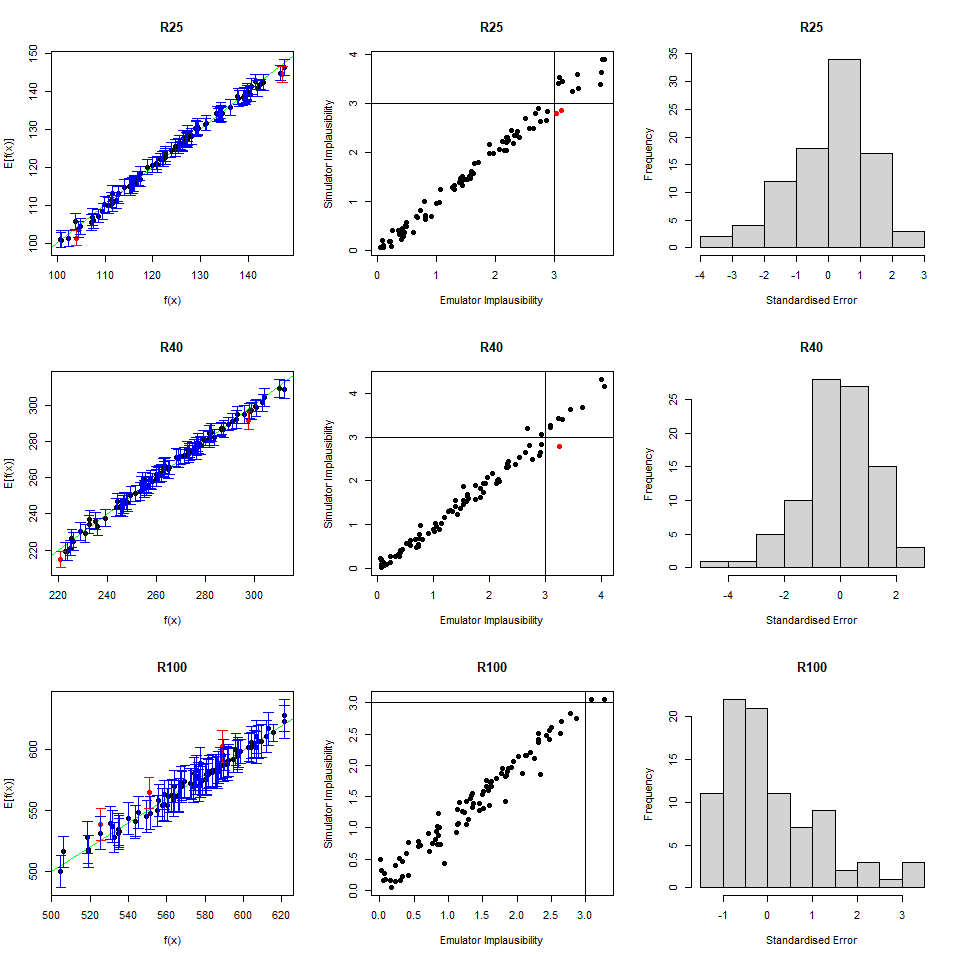 R25 R25 R25
E[f(x)] 100 110 120 130 140 150
100 110 120 130 140
f(x)
Simulator Implausibility 0 1 2 3 4
0 1 2 3
Emulator Implausibility
Frequency 0 5 10 15 20 25 30 35
-4 -3 -2 -1 0 1 2 3
Standardised Error
R40 R40 R40
E[f(x)] 220 240 260 280 300
220 240 260 280 300
f(x)
Simulator Implausibility 0 1 2 3 4
0 1 2 3 4
Emulator Implausibility
Frequency 0 5 10 15 20 25
-4 -2 0 2
Standardised Error
R100 R100 R100
E[f(x)] 500 550 600
500 520 540 560 580 600 620
f(x)
Simulator Implausibility 0.0 0.5 1.0 1.5 2.0 2.5 3.0
0.0 0.5 1.0 1.5 2.0 2.5 3.0
Emulator Implausibility
Frequency 0 5 10 15 20
-1 0 1 2 3
Standardised Error